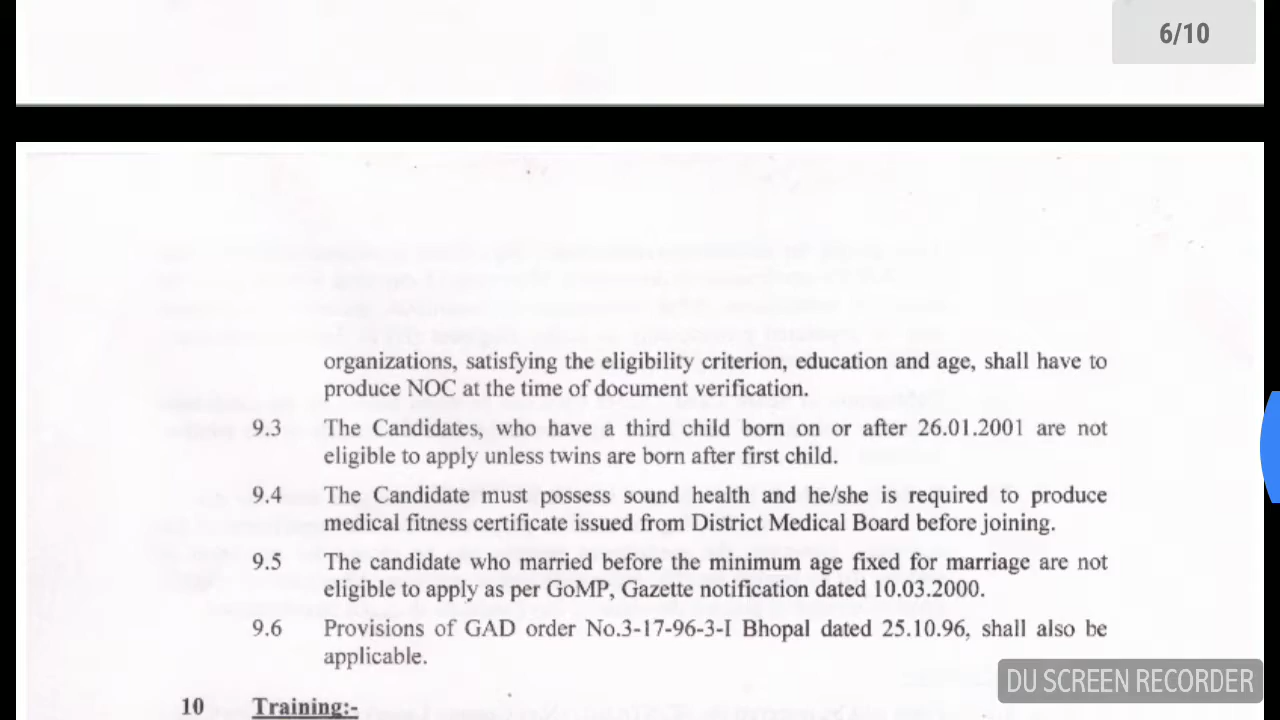 6/10
organizations, satisfying the eligibility criterion, education and age, shall have to
produce NOC at the time of document verification.
9.3 The Candidates, who have a third child born on or after 26.01.2001 are not
eligible to apply unless twins are born after first child.
9.4 The Candidate must possess sound health and he/she is required to produce
medical fitness certificate issued from District Medical Board before joining.
9.5 The candidate who married before the minimum age fixed for marriage are not
eligible to apply as per GoMP, Gazette notification dated 10.03.2000.
9.6 Provisions of GAD order No.3-17-96-3-I Bhopal dated 25.10.96, shall also be
applicable.
DU SCREEN RECORDER
10 Training:-